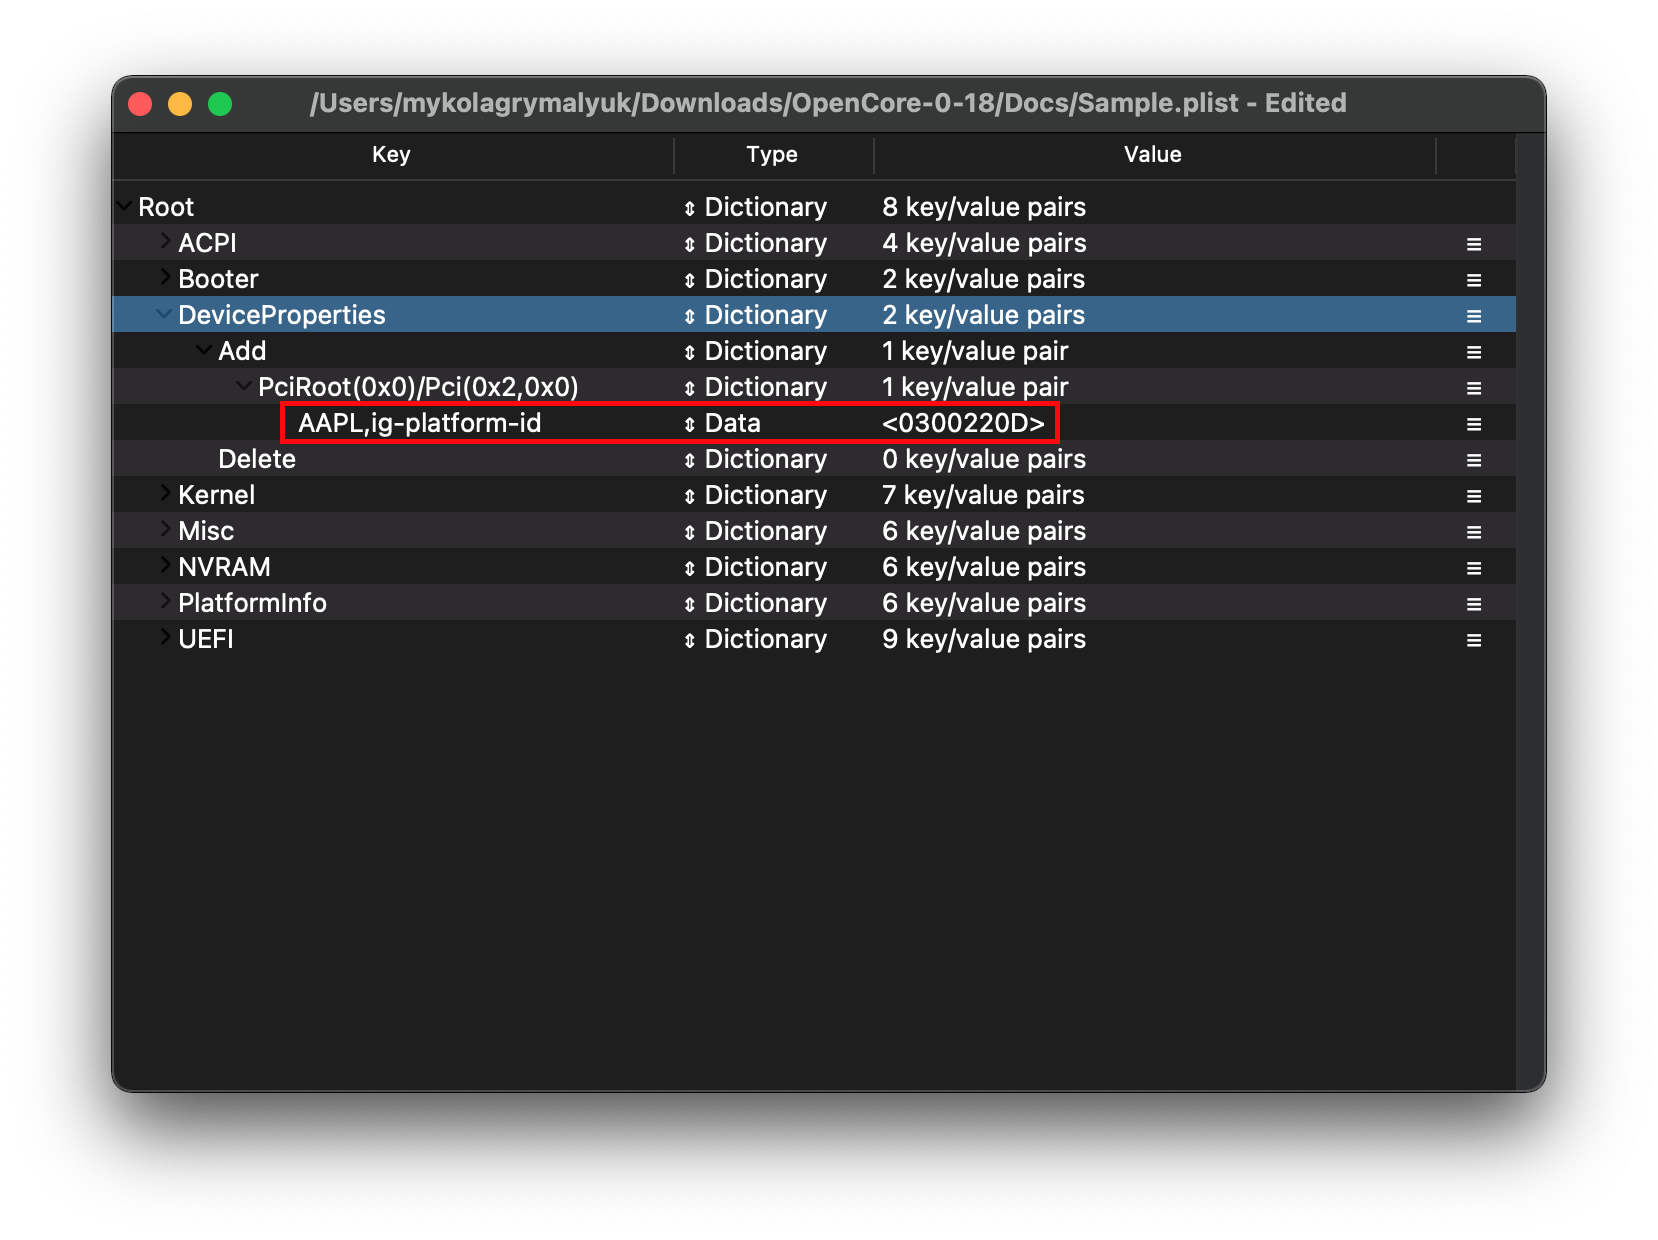 /Users/mykolagrymalyuk/Downloads/OpenCore-0-18/Docs/Sample.plist - Edited
Key Type Value
Root Dictionary 8 key/value pairs
ACPI Dictionary 4 key/value pairs
Booter Dictionary 2 key/value pairs
DeviceProperties Dictionary 2 key/value pairs
Add Dictionary 1 key/value pair
PciRoot(0x0)/Pci(0x2,0x0) Dictionary 1 key/value pair
AAPL,ig-platform-id Data <0300220D>
Delete Dictionary 0 key/value pairs
Kernel Dictionary 7 key/value pairs
Misc Dictionary 6 key/value pairs
NVRAM Dictionary 6 key/value pairs
PlatformInfo Dictionary 6 key/value pairs
UEFI Dictionary 9 key/value pairs